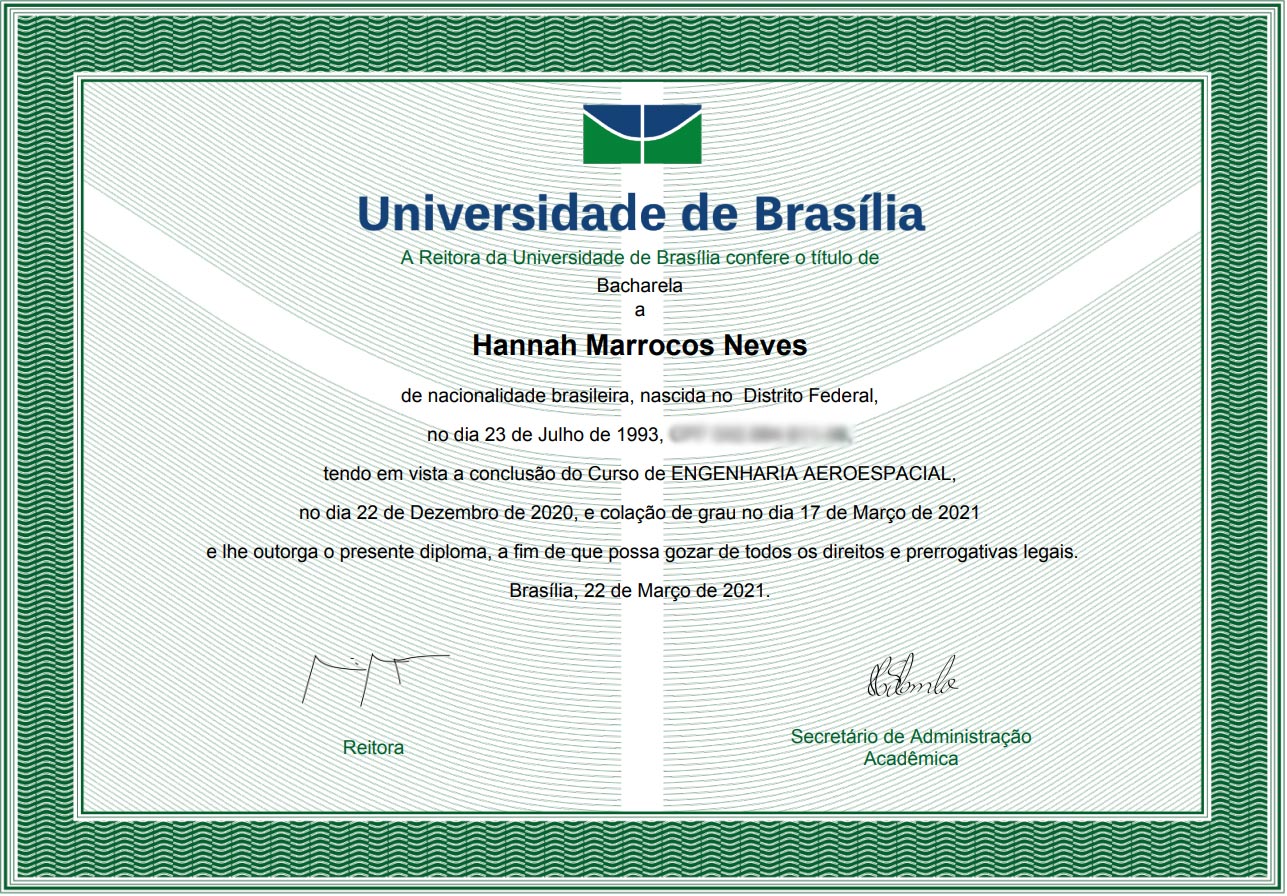 Universidade de Brasília
A Reitora da Universidade de Brasília confere o título de
Bacharela
a
Hannah Marrocos Neves
de nacionalidade brasileira, nascida no Distrito Federal,
no dia 23 de Julho de 1993,
tendo em vista a conclusão do Curso de ENGENHARIA AEROESPACIAL,
no dia 22 de Dezembro de 2020, e colação de grau no dia 17 de Março de 2021
e lhe outorga o presente diploma, a fim de que possa gozar de todos os direitos e prerrogativas legais.
Brasília, 22 de Março de 2021.
Reitora
Secretário de Administração
Acadêmica